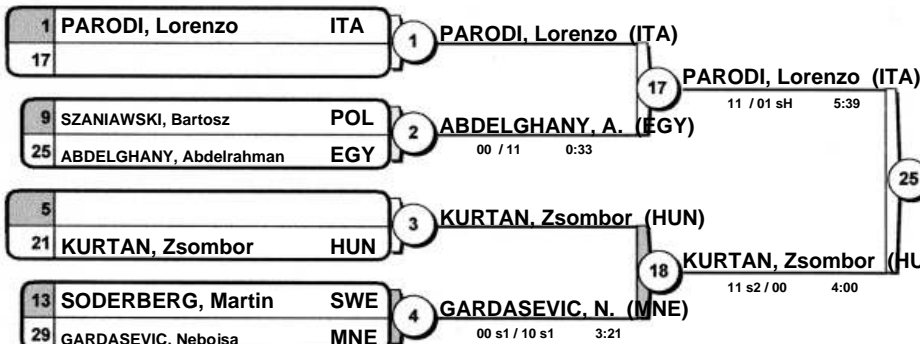 1 PARODI, Lorenzo ITA
17
1
PARODI, Lorenzo (ITA)
9 SZANIAWSKI, Bartosz POL
25 ABDELGHANY, Abdelrahman EGY
2
ABDELGHANY, A. (EGY)
00 / 11 0:33
17
PARODI, Lorenzo (ITA)
11 / 01 sH 5:39
5
21 KURTAN, Zsombor HUN
3
KURTAN, Zsombor (HUN)
13 SODERBERG, Martin SWE
29 GARDASEVIC, Nebojsa MNE
4
GARDASEVIC, N. (MNE)
00 s1 / 10 s1 3:21
18
KURTAN, Zsombor (HU
11 s2 / 00 4:00
25